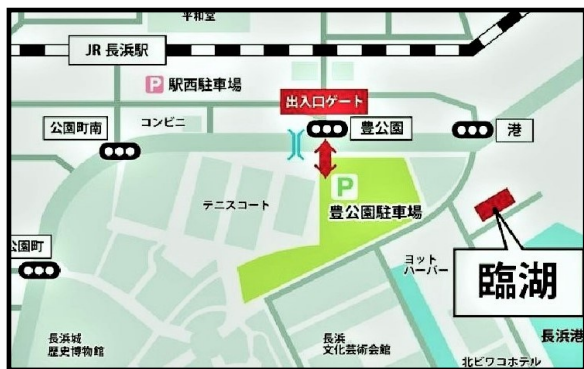 平和堂
JR 長浜駅
P 駅西駐車場
出入口ゲート
公園町南
コンビニ
豊公園
港
P
テニスコート
豊公園駐車場
公園町
ヨット
ハーバー
臨湖
長浜城
歴史博物館
長浜
文化芸術会館
長浜港
北ビワコホテル